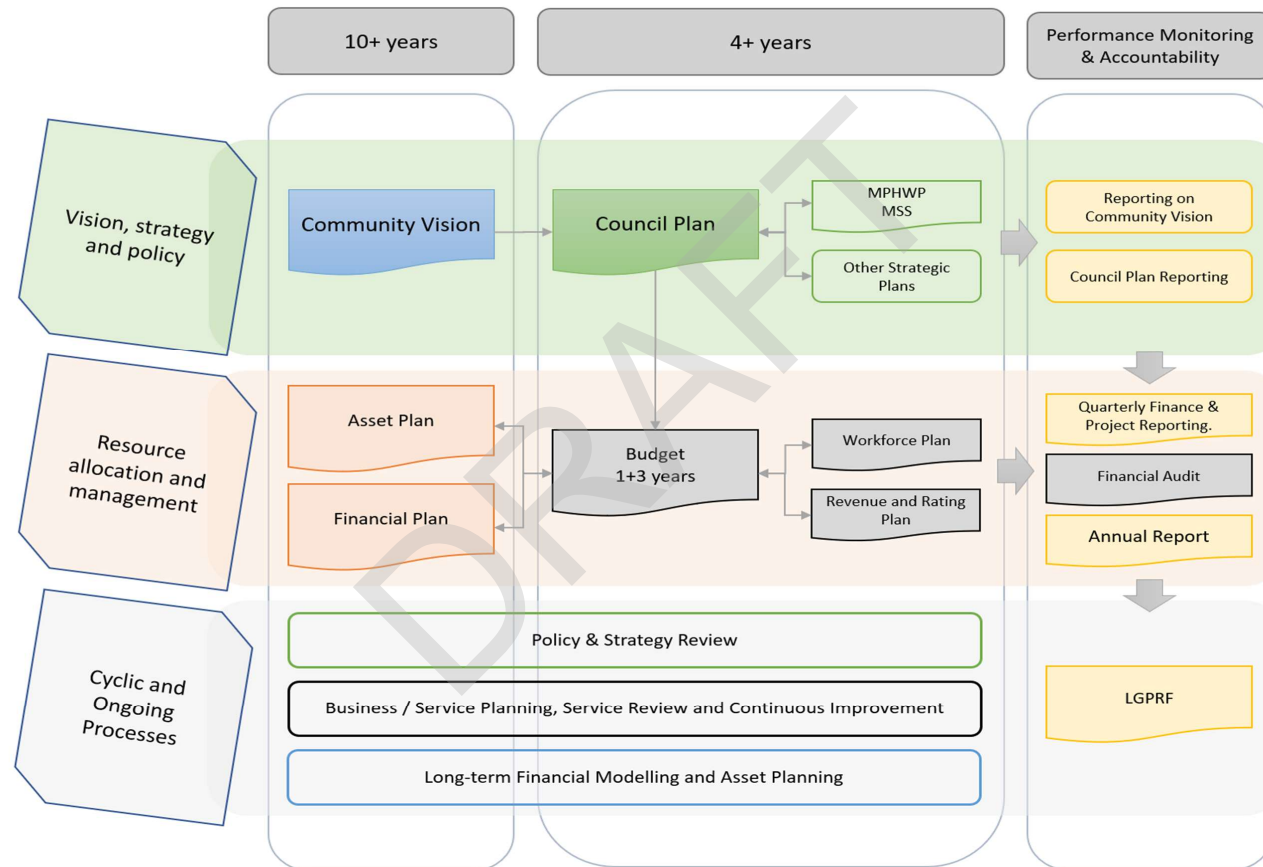 10+ years
4+ years
Performance Monitoring
& Accountability
Vision, strategy
and policy
Community Vision
Council Plan
MPHWP
MSS
Other Strategic
Plans
Reporting on
Community Vision
Council Plan Reporting
Resource
allocation and
management
Asset Plan
Financial Plan
Budget
1+3 years
Workforce Plan
Revenue and Rating
Plan
Quarterly Finance &
Project Reporting.
Financial Audit
Annual Report
Cyclic and
Ongoing
Processes
Policy & Strategy Review
Business / Service Planning, Service Review and Continuous Improvement
Long-term Financial Modelling and Asset Planning
LGPRF
DRAFT